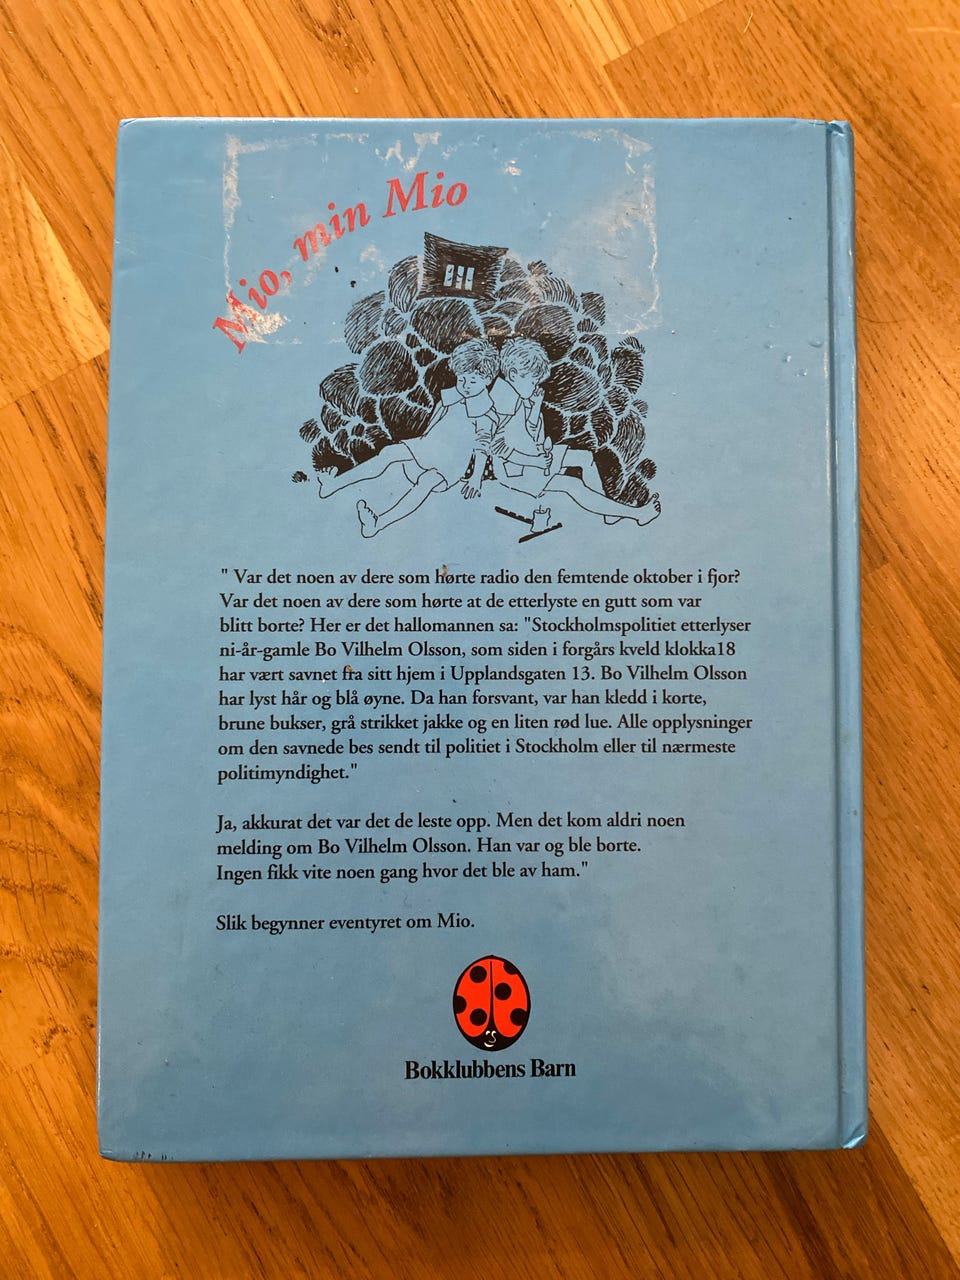 Mio, min Mio
" Var det noen av dere som hørte radio den femtende oktober i fjor?
Var det noen av dere som hørte at de etterlyste en gutt som var
blitt borte? Her er det hallomannen sa: "Stockholmspolitiet etterlyser
ni-år-gamle Bo Vilhelm Olsson, som siden i forgårs kveld klokka18
har vært savnet fra sitt hjem i Upplandsgaten 13. Bo Vilhelm Olsson
har lyst hår og blå øyne. Da han forsvant, var han kledd i korte,
brune bukser, grå strikket jakke og en liten rød lue. Alle opplysninger
om den savnede bes sendt til politiet i Stockholm eller til nærmeste
politimyndighet."
Ja, akkurat det var det de leste opp. Men det kom aldri noen
melding om Bo Vilhelm Olsson. Han var og ble borte.
Ingen fikk vite noen gang hvor det ble av ham."
Slik begynner eventyret om Mio.
Bokklubbens Barn